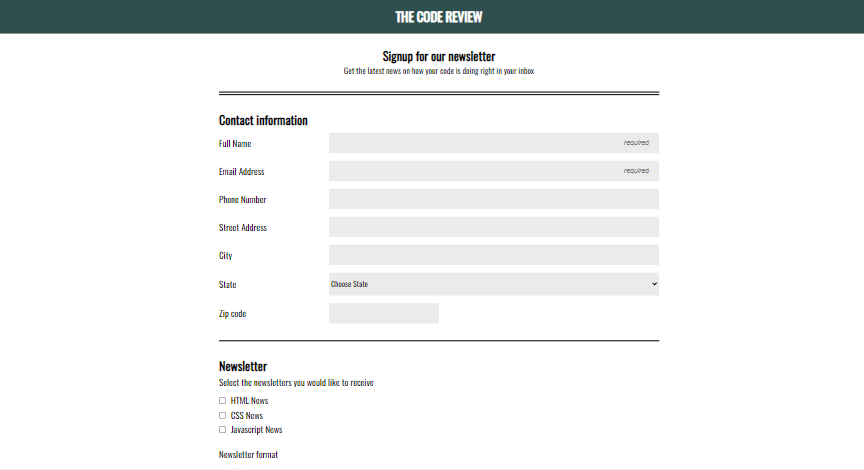 THE CODE REVIEW
Signup for our newsletter
Get the latest news on how your code is doing right in your inbox
Contact information
Full Name
required
Email Address
required
Phone Number
Street Address
City
State
Choose State
Zip code
Newsletter
Select the newsletters you would like to receive
HTML News
CSS News
Javascript News
Newsletter format